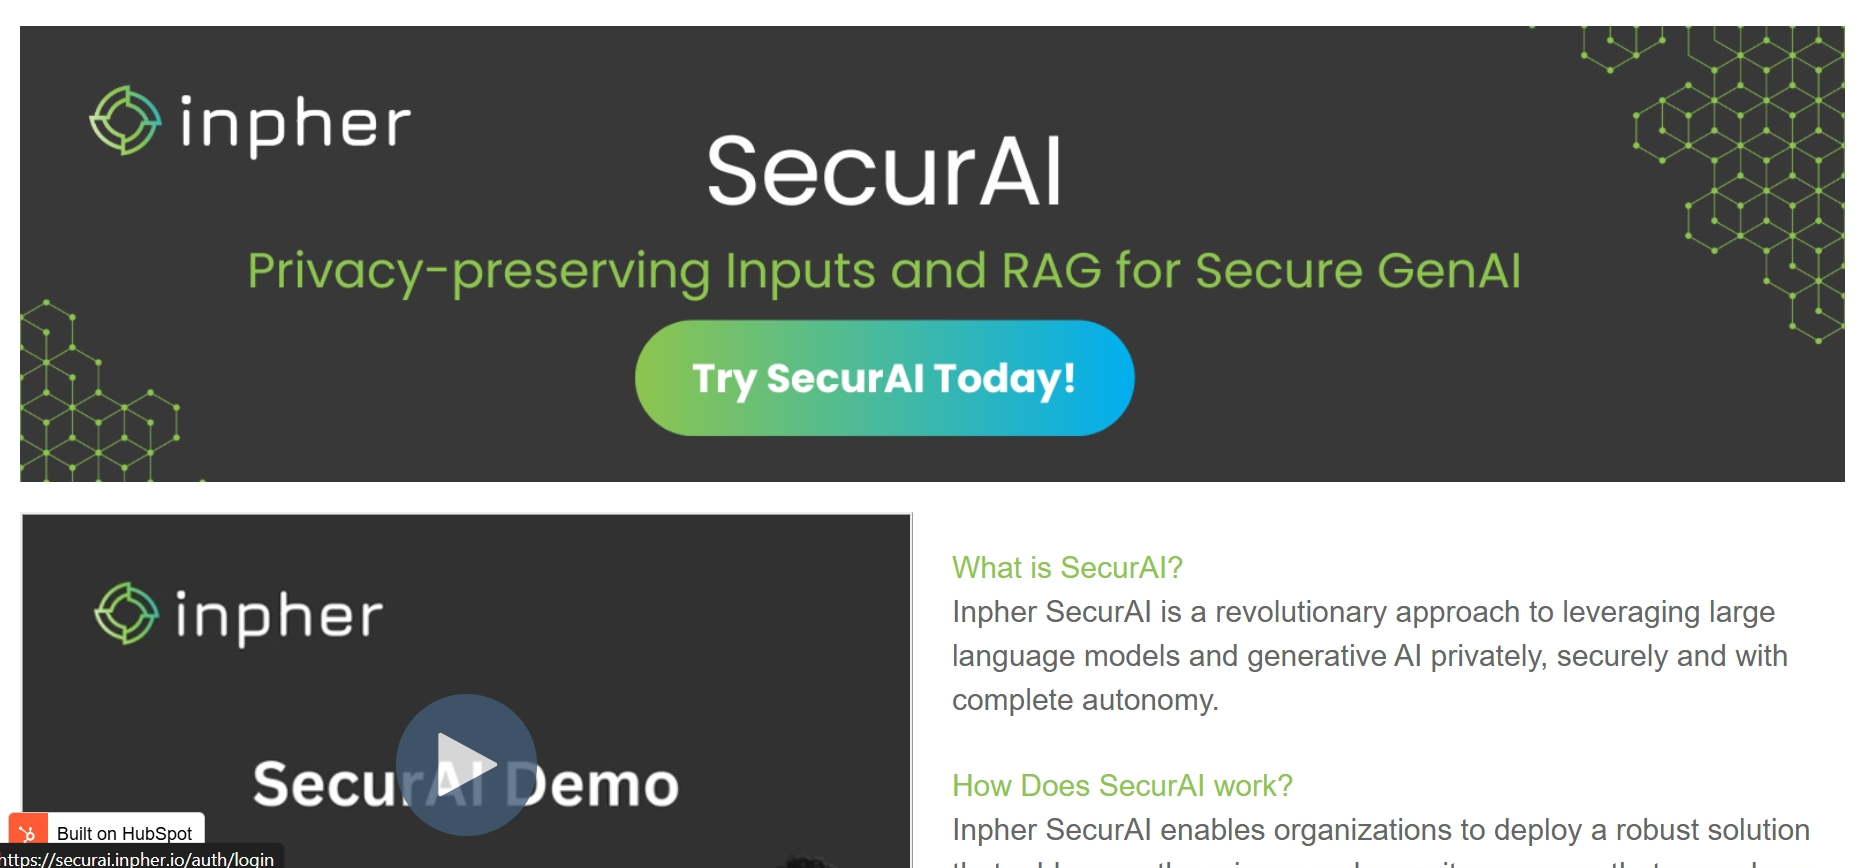 inpher
SecurAI
Privacy-preserving Inputs and RAG for Secure GenAI
Try SecurAI Today!
inpher
SecurAI Demo
What is SecurAI?
Inpher SecurAI is a revolutionary approach to leveraging large
language models and generative AI privately, securely and with
complete autonomy.
How Does SecurAI work?
Inpher SecurAI enables organizations to deploy a robust solution
Built on HubSpot
https://securai.inpher.io/auth/login